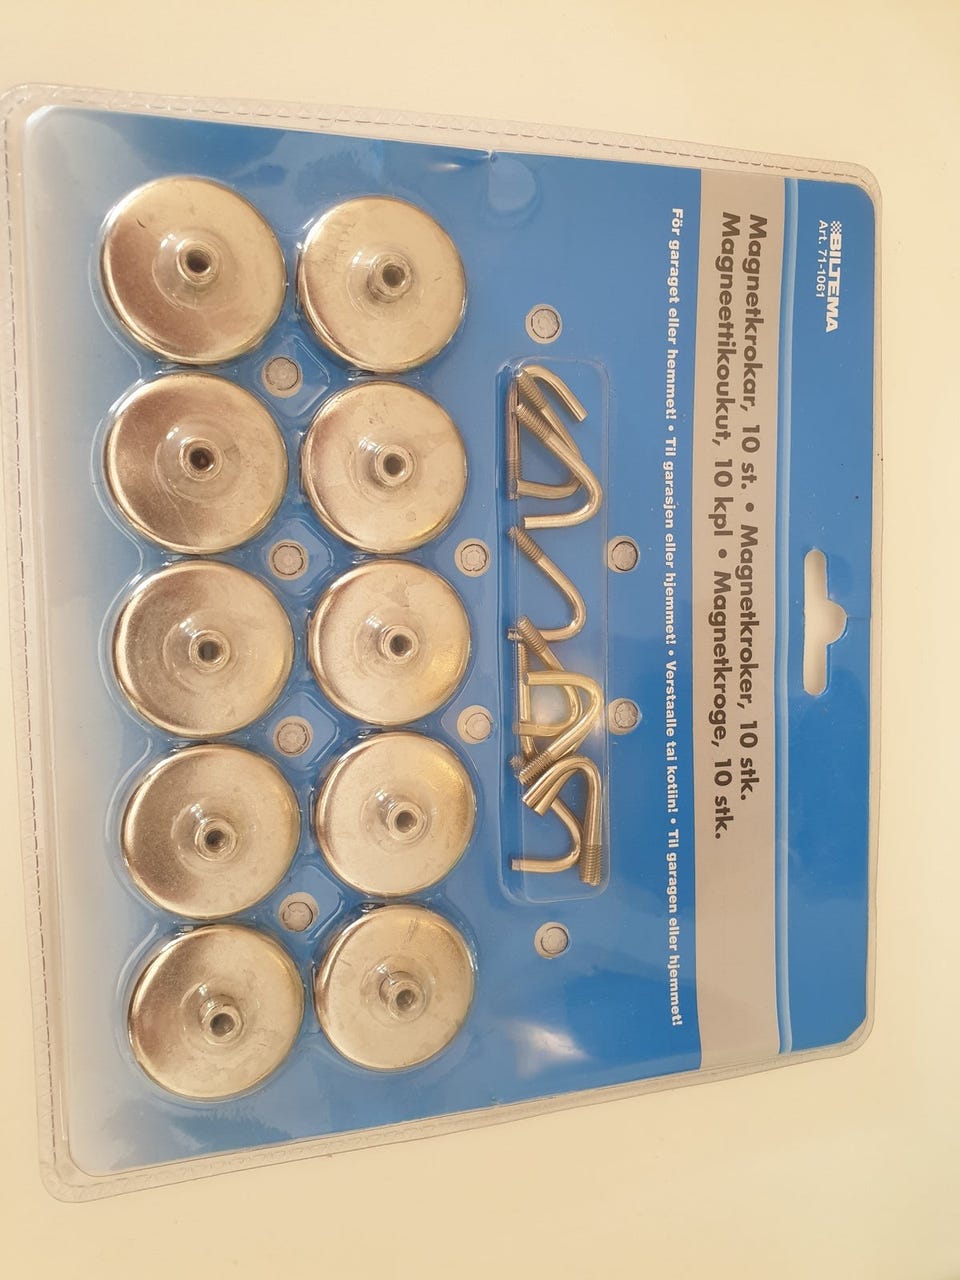 BILTEMA
Art. 71-1061
Magnetkrokar, 10 st. • Magnetkroker, 10 stk.
Magneettikoukut, 10 kpl • Magnetkroge, 10 stk.
För garaget eller hemmet! • Til garasjen eller hjemmet! • Verstaalle tai kotiin! • Til garagen eller hjemmet!